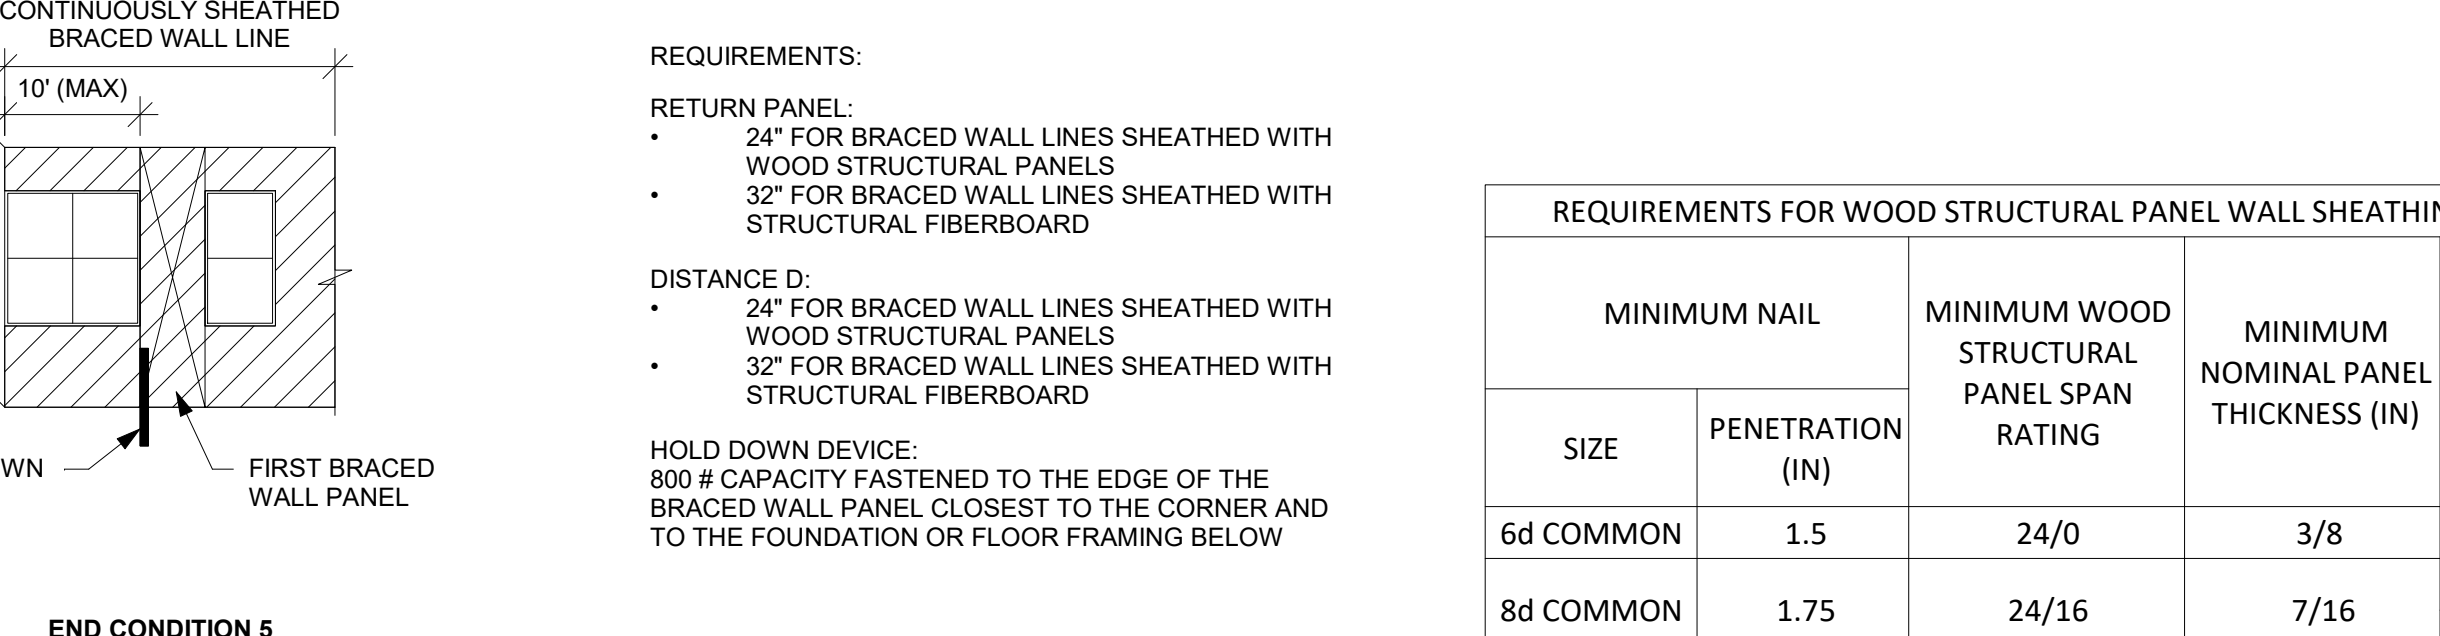 CONTINUOUSLY SHEATHED
BRACED WALL LINE
10' (MAX)
WN
FIRST BRACED
WALL PANEL
END CONDITION 5
REQUIREMENTS:
RETURN PANEL:
• 24" FOR BRACED WALL LINES SHEATHED WITH
WOOD STRUCTURAL PANELS
• 32" FOR BRACED WALL LINES SHEATHED WITH
STRUCTURAL FIBERBOARD
DISTANCE D:
• 24" FOR BRACED WALL LINES SHEATHED WITH
WOOD STRUCTURAL PANELS
• 32" FOR BRACED WALL LINES SHEATHED WITH
STRUCTURAL FIBERBOARD
HOLD DOWN DEVICE:
800 # CAPACITY FASTENED TO THE EDGE OF THE
BRACED WALL PANEL CLOSEST TO THE CORNER AND
TO THE FOUNDATION OR FLOOR FRAMING BELOW
REQUIREMENTS FOR WOOD STRUCTURAL PANEL WALL SHEATHIN
MINIMUM NAIL
MINIMUM WOOD
STRUCTURAL
PANEL SPAN
RATING
MINIMUM
NOMINAL PANEL
THICKNESS (IN)
SIZE
PENETRATION
(IN)
6d COMMON 1.5 24/0 3/8
8d COMMON 1.75 24/16 7/16